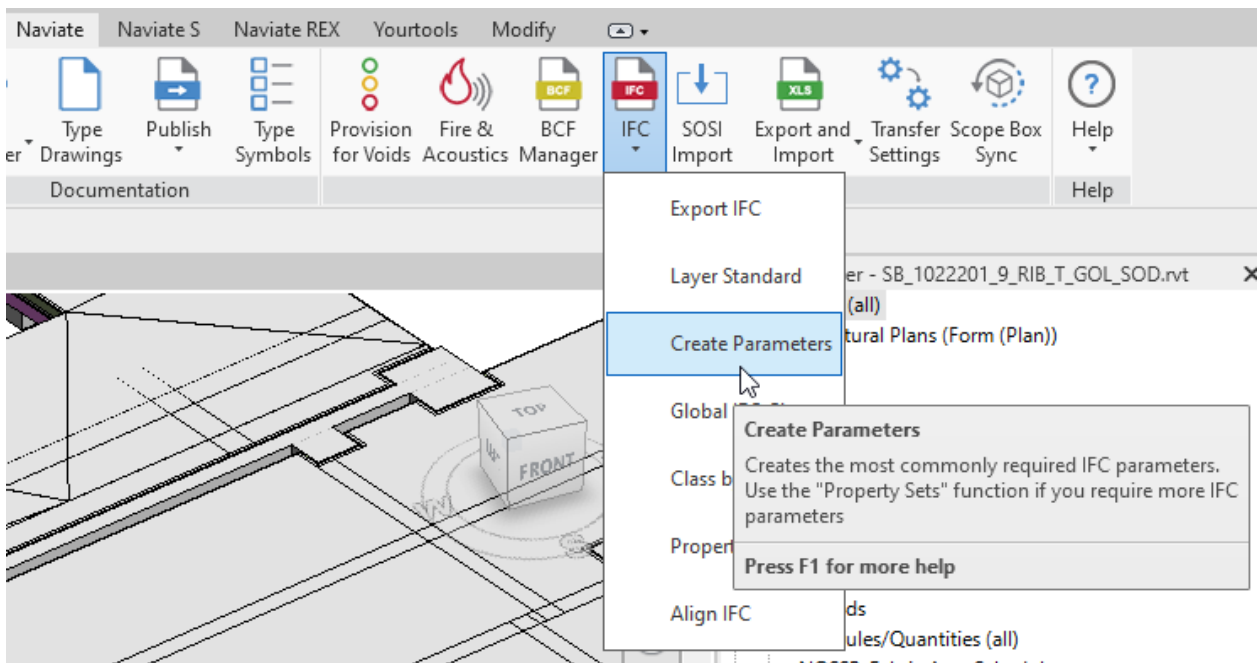 Naviate Naviate S Naviate REX Yourtools Modify
BCF IFC XLS ?
Type Publish Type Provision Fire & BCF IFC SOSI Export and Transfer Scope Box Help
er Drawings Symbols for Voids Acoustics Manager Import Import Settings Sync
Documentation Help
Export IFC
Layer Standard
er - SB_1022201_9_RIB_T_GOL_SOD.rvt
(all)
tural Plans (Form (Plan))
Create Parameters
Global
Create Parameters
Creates the most commonly required IFC parameters.
Use the "Property Sets" function if you require more IFC
parameters
Press F1 for more help
Class b
Proper
Align IFC
ds
ules/Quantities (all)
TOP
FRONT